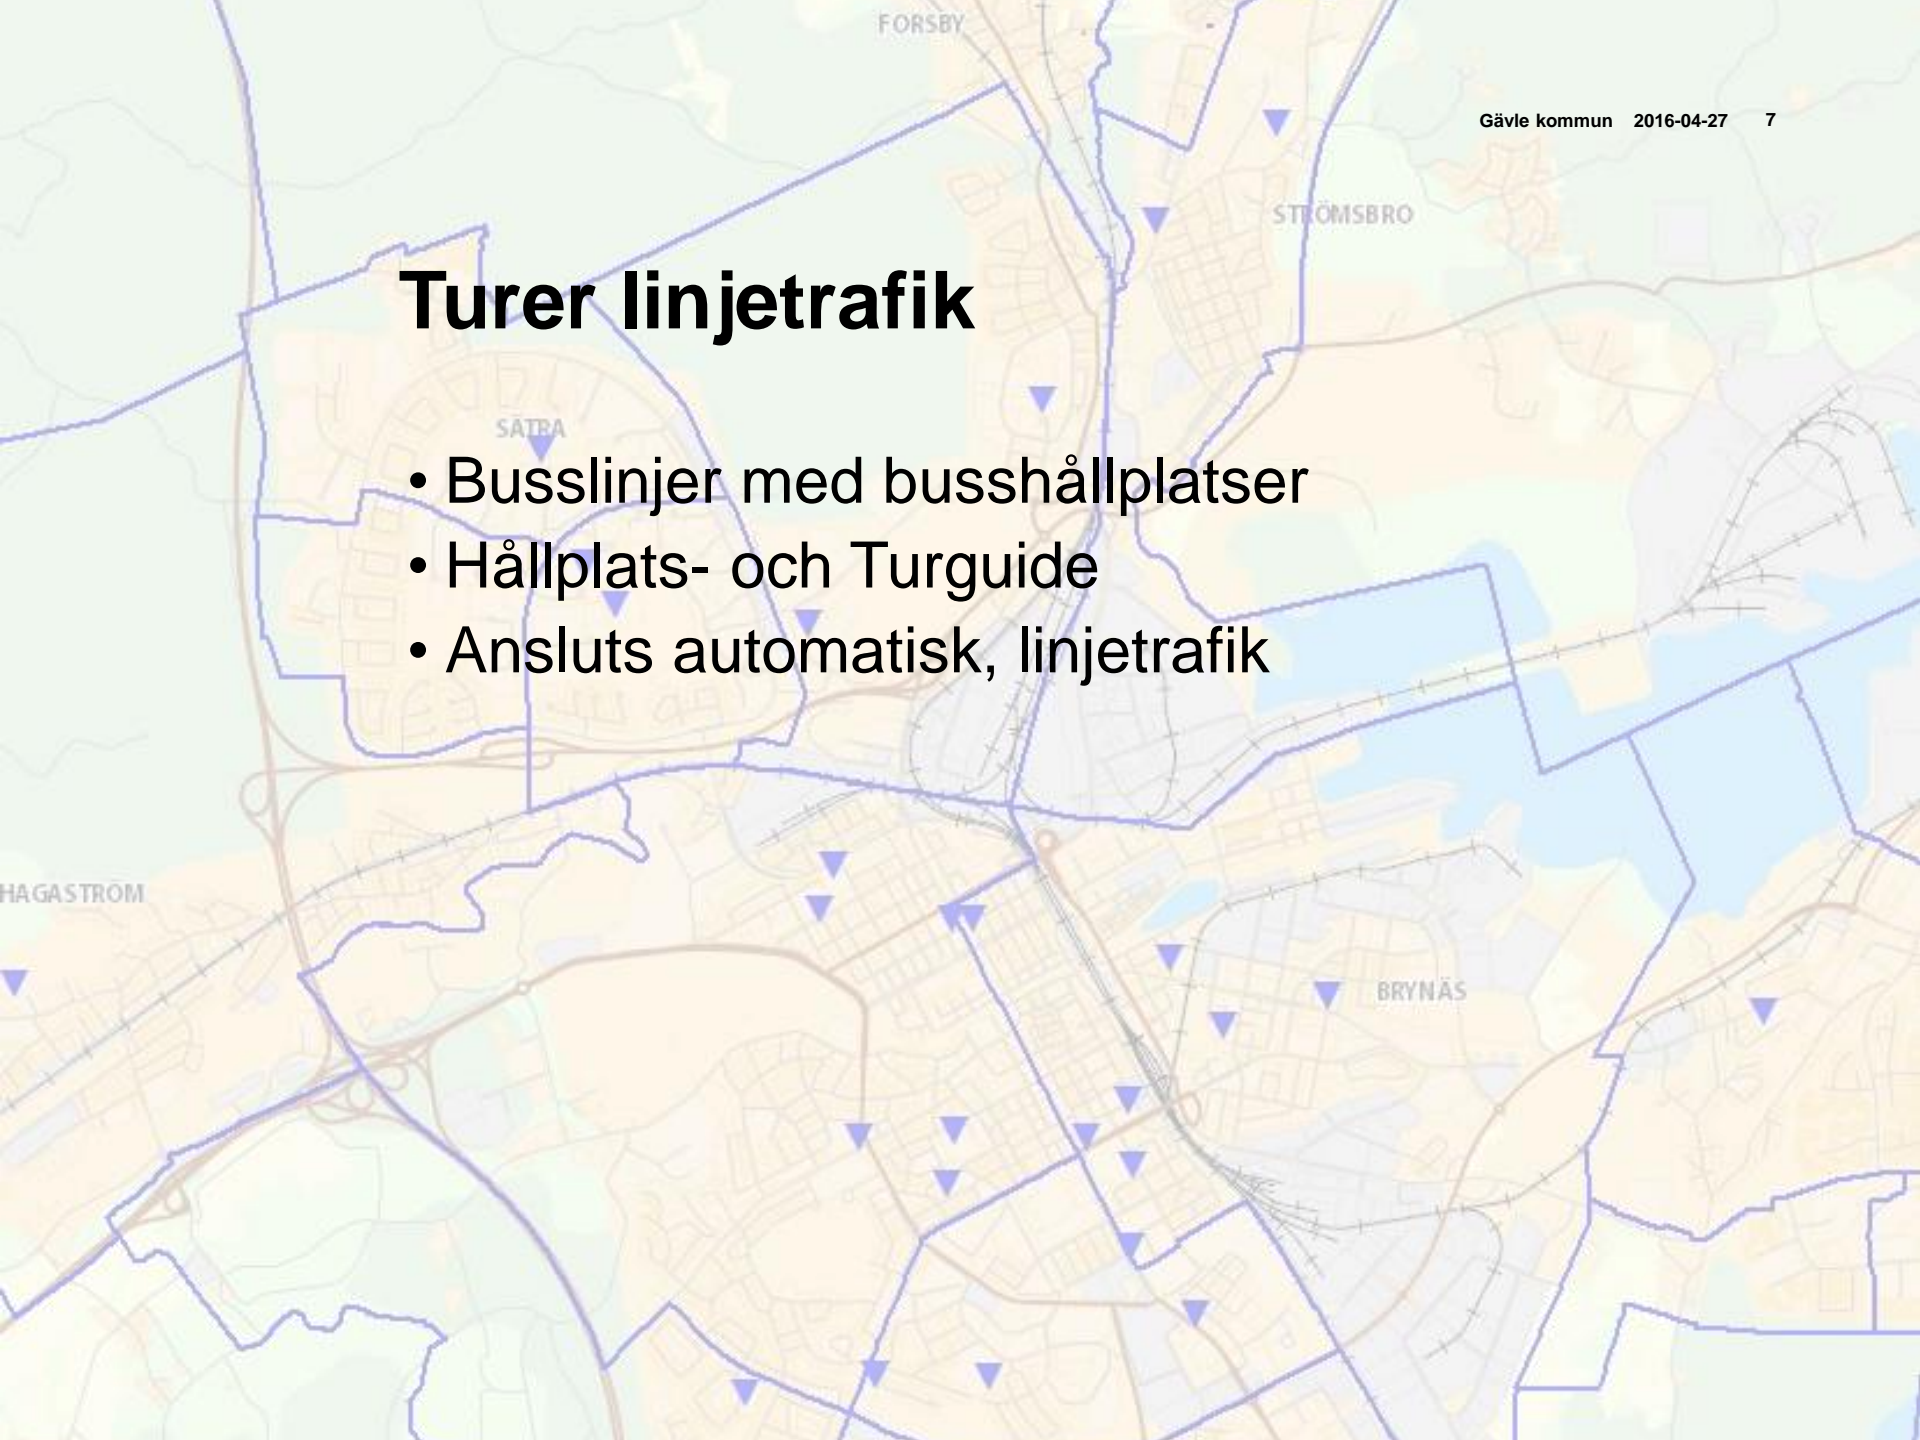 FORSBY
Gävle kommun 2016-04-27 7
STRÖMSBRO
Turer linjetrafik
SÄTRA
• Busslinjer med busshållplatser
• Hållplats- och Turguide
• Ansluts automatisk, linjetrafik
HAGASTRÖM
BRYNÄS